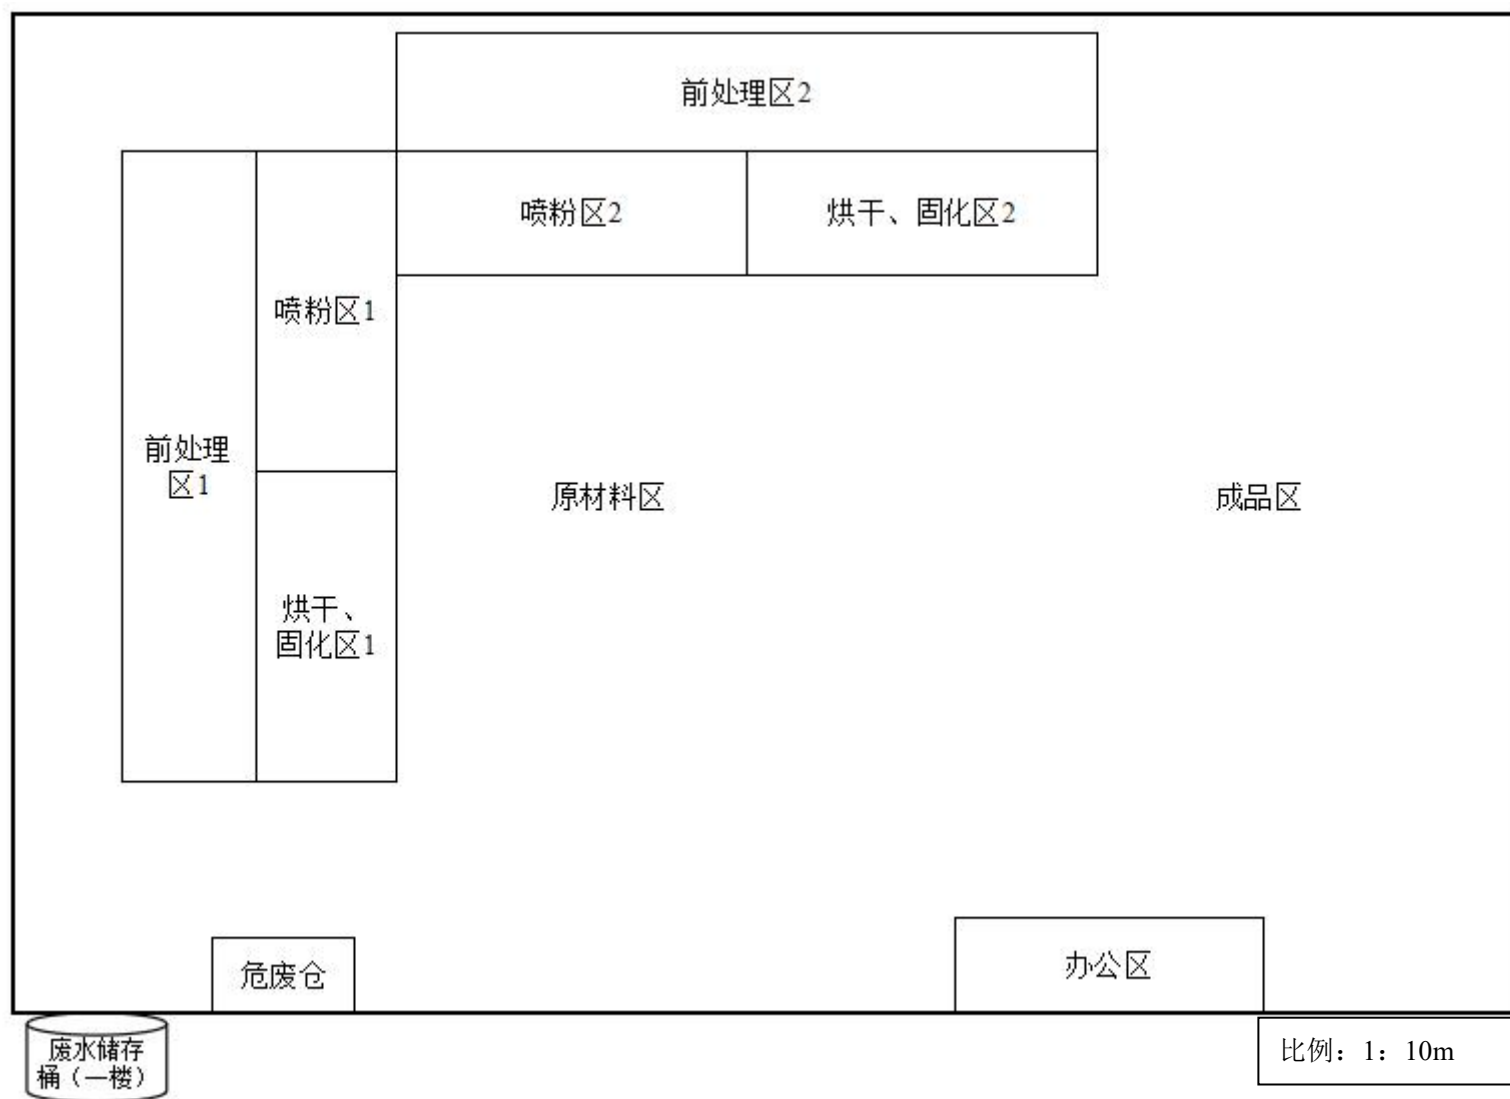 前处理区2
喷粉区2
烘干、固化区2
喷粉区1
前处理
区1
原材料区
成品区
烘干、
固化区1
危废仓
办公区
废水储存
桶（一楼）
比例：1：10m